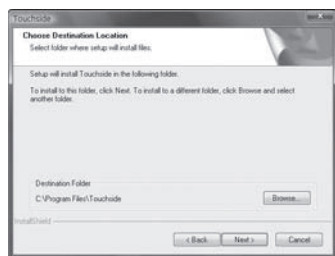 Touchside
Choose Destination Location
Select folder where setup will install files.
Setup will install Touchside in the following folder.
To install to this folder, click Next. To install to a different folder, click Browse and select
another folder.
Destination Folder
C:\Program Files\Touchside
Browse...
InstallShield
< Back
Next >
Cancel